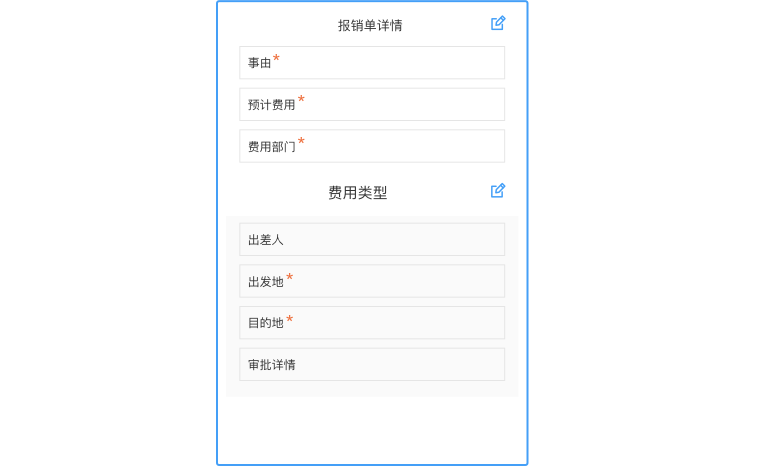 报销单详情
事由*
预计费用*
费用部门*
费用类型
出差人
出发地*
目的地*
审批详情